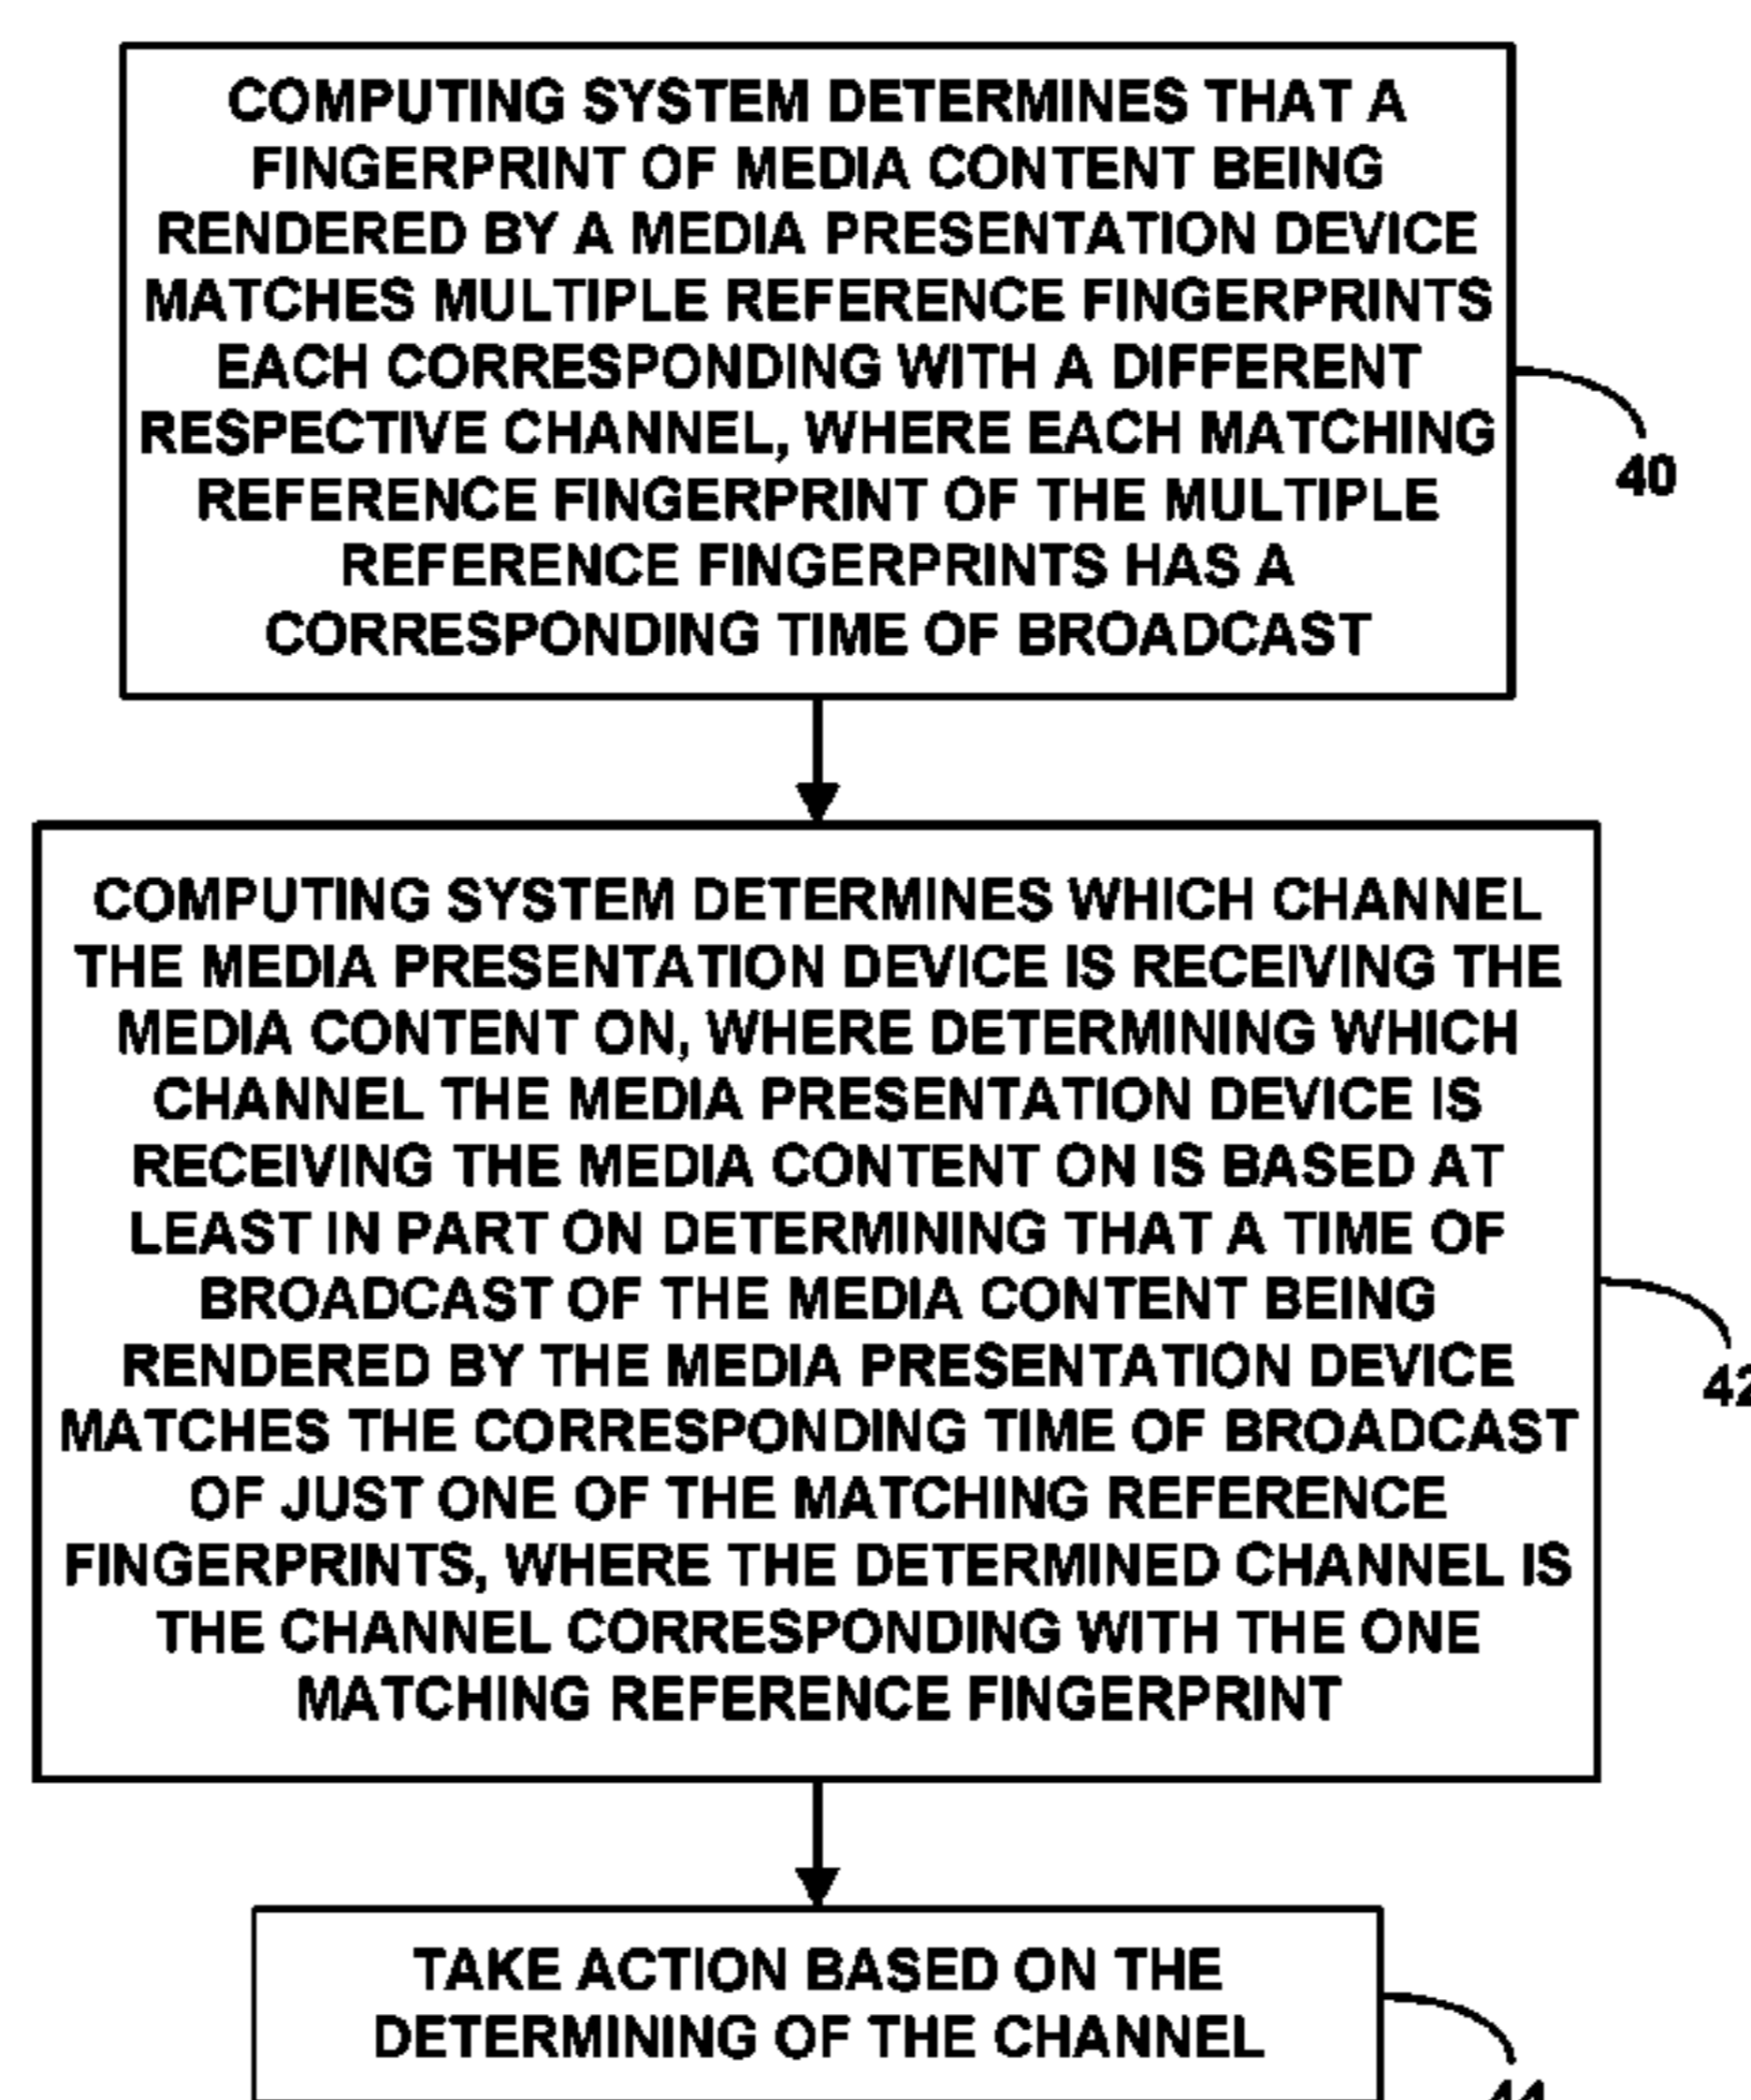 COMPUTING SYSTEM DETERMINES THAT A
FINGERPRINT OF MEDIA CONTENT BEING
RENDERED BY A MEDIA PRESENTATION DEVICE
MATCHES MULTIPLE REFERENCE FINGERPRINTS
EACH CORRESPONDING WITH A DIFFERENT
RESPECTIVE CHANNEL, WHERE EACH MATCHING
REFERENCE FINGERPRINT OF THE MULTIPLE
REFERENCE FINGERPRINTS HAS A
CORRESPONDING TIME OF BROADCAST
40
COMPUTING SYSTEM DETERMINES WHICH CHANNEL
THE MEDIA PRESENTATION DEVICE IS RECEIVING THE
MEDIA CONTENT ON, WHERE DETERMINING WHICH
CHANNEL THE MEDIA PRESENTATION DEVICE IS
RECEIVING THE MEDIA CONTENT ON IS BASED AT
LEAST IN PART ON DETERMINING THAT A TIME OF
BROADCAST OF THE MEDIA CONTENT BEING
RENDERED BY THE MEDIA PRESENTATION DEVICE
MATCHES THE CORRESPONDING TIME OF BROADCAST
OF JUST ONE OF THE MATCHING REFERENCE
FINGERPRINTS, WHERE THE DETERMINED CHANNEL IS
THE CHANNEL CORRESPONDING WITH THE ONE
MATCHING REFERENCE FINGERPRINT
42
TAKE ACTION BASED ON THE
DETERMINING OF THE CHANNEL
44